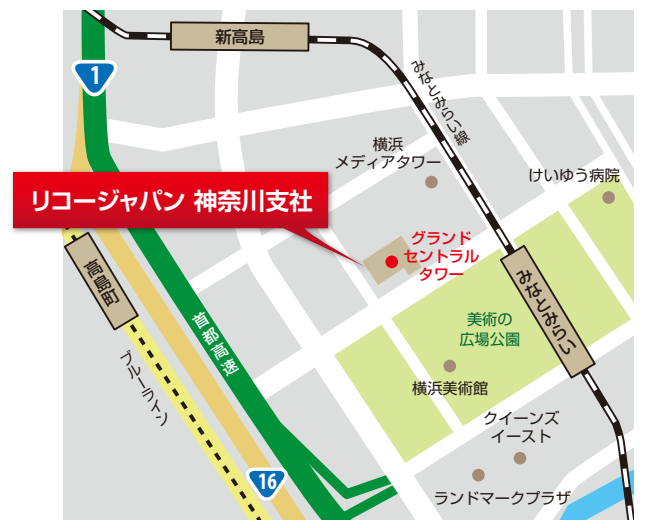 新高島
1
みなとみらい線
横浜
メディアタワー
けいゆう病院
リコージャパン 神奈川支社
グランド
セントラル
タワー
高島町
みなとみらい
首都高速
美術の
広場公園
ブルーライン
横浜美術館
クイーンズ
イースト
16
ランドマークプラザ